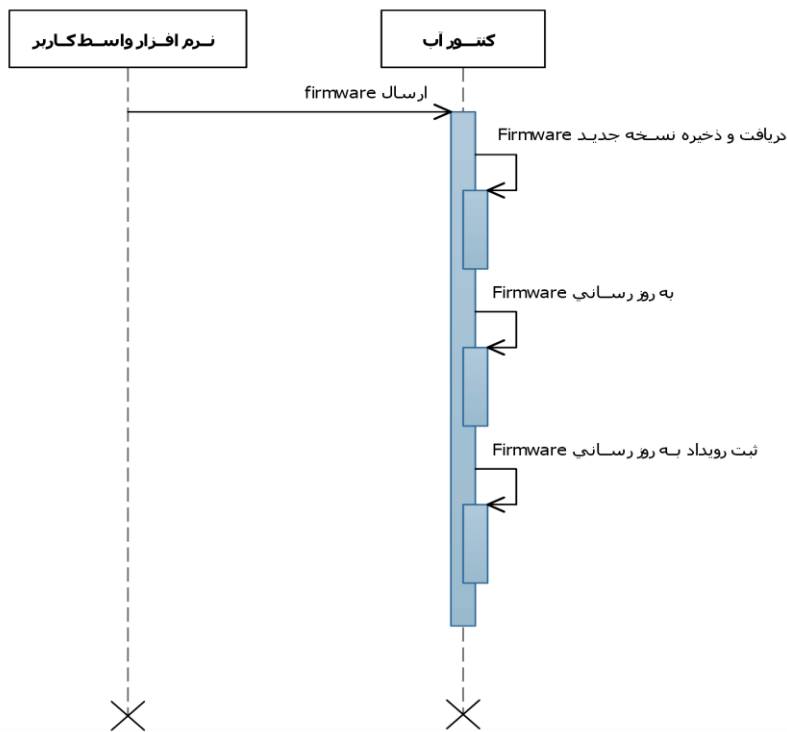 نرم افزار واسط کاربر
کنتور آب
ارسال firmware
دریافت و ذخیره نسخه جدید Firmware
به روز رساني Firmware
ثبت رویداد به روز رساني Firmware